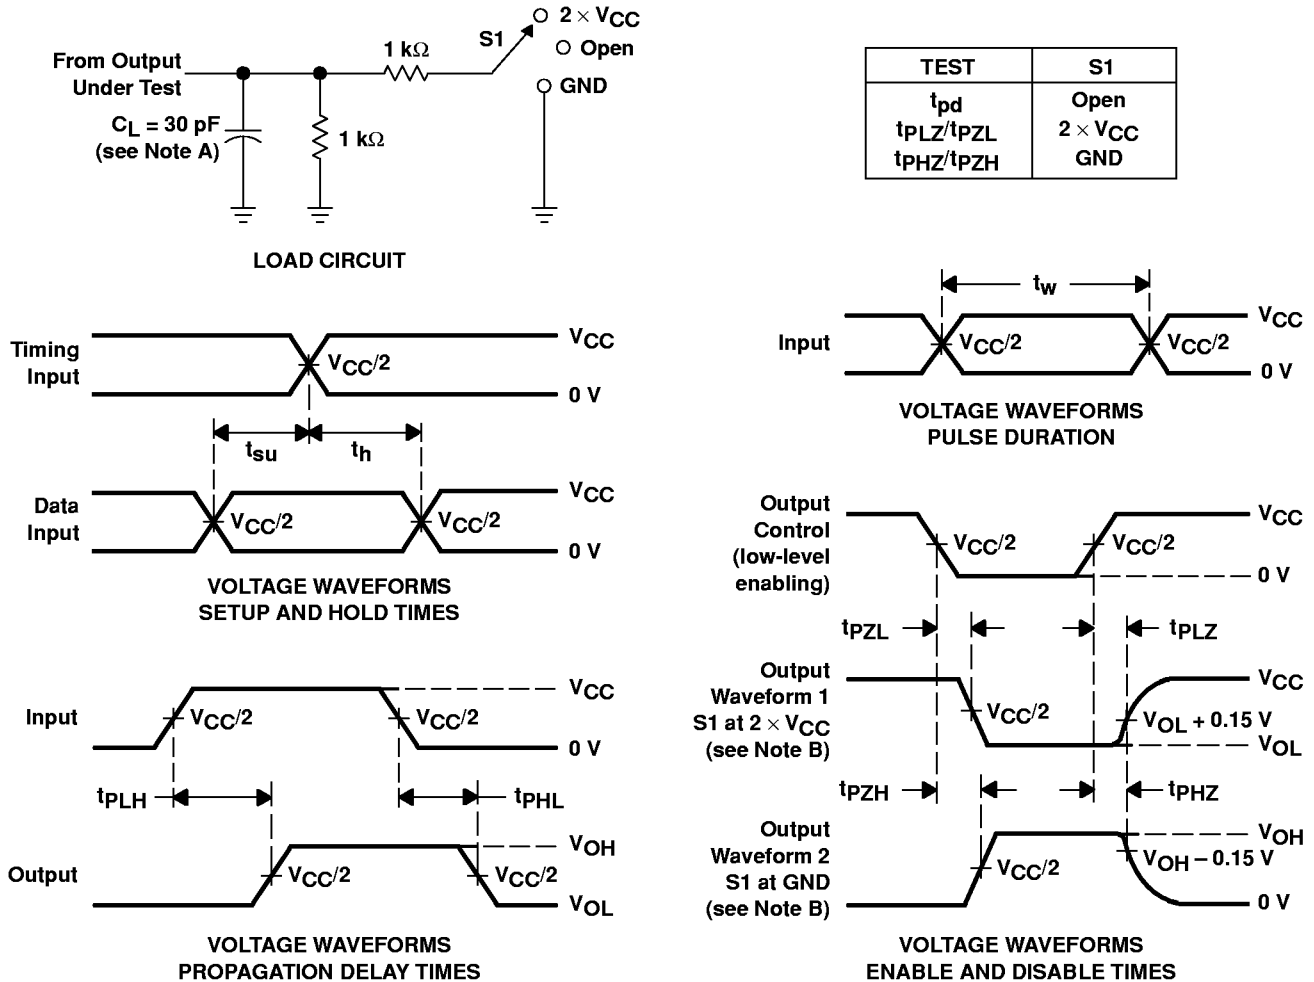 From Output
Under Test
CL = 30 pF
(see Note A)
1 kΩ
1 kΩ
S1
2 × VCC
Open
GND
LOAD CIRCUIT
TEST S1
tpd Open
tPLZ/tPZL 2 × VCC
tPHZ/tPZH GND
Timing
Input
VCC/2
VCC
0 V
tsu
th
Data
Input
VCC/2
VCC/2
VCC
0 V
VOLTAGE WAVEFORMS
SETUP AND HOLD TIMES
tw
Input
VCC/2
VCC/2
VCC
0 V
VOLTAGE WAVEFORMS
PULSE DURATION
Input
VCC/2
VCC/2
VCC
0 V
tPLH
tPHL
Output
VCC/2
VCC/2
VOH
VOL
VOLTAGE WAVEFORMS
PROPAGATION DELAY TIMES
Output
Control
(low-level
enabling)
VCC/2
VCC/2
VCC
0 V
tPZL
tPLZ
Output
Waveform 1
S1 at 2 × VCC
(see Note B)
VCC/2
VCC
VOL + 0.15 V
VOL
tPZH
tPHZ
Output
Waveform 2
S1 at GND
(see Note B)
VCC/2
VOH
VOH − 0.15 V
0 V
VOLTAGE WAVEFORMS
ENABLE AND DISABLE TIMES